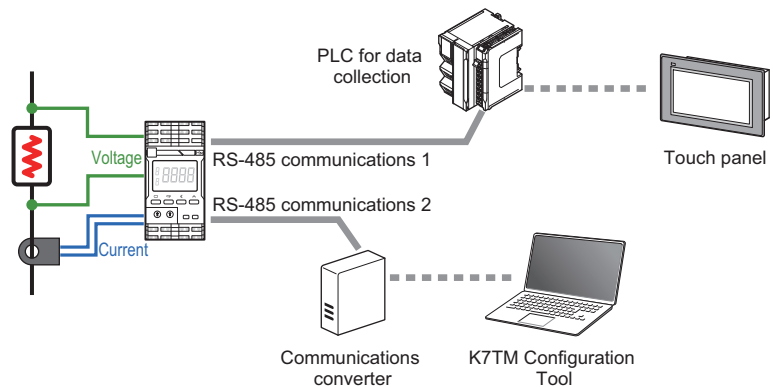 PLC for data
collection
Touch panel
Voltage
RS-485 communications 1
RS-485 communications 2
Current
Communications
converter
K7TM Configuration
Tool